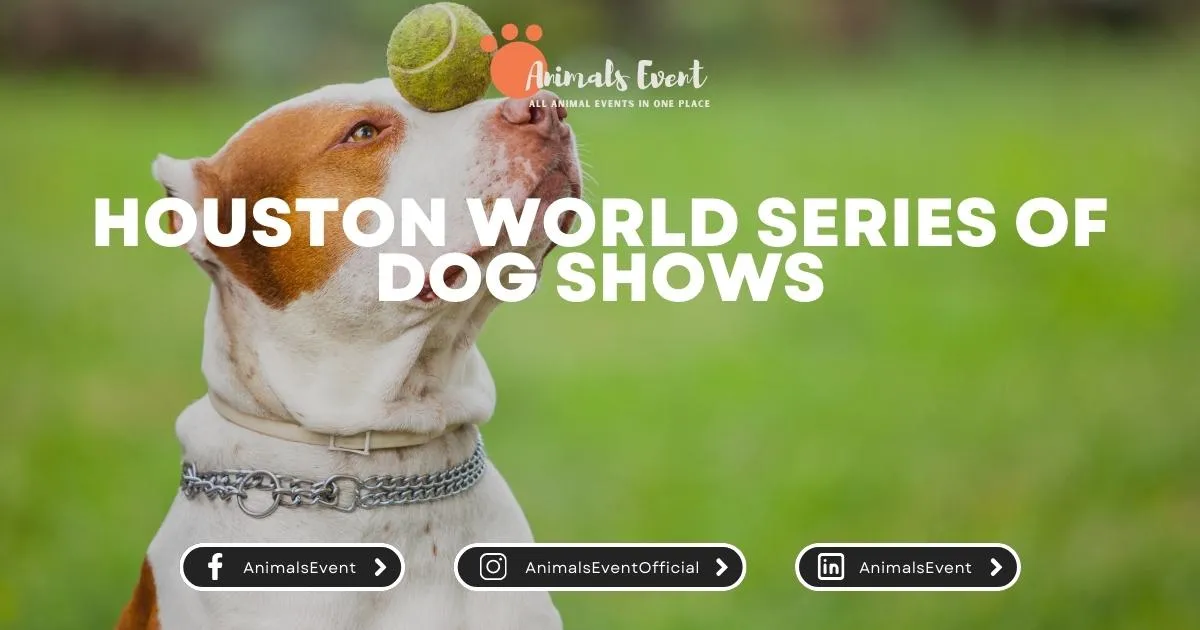 Animals Event
ALL ANIMAL EVENTS IN ONE PLACE
HOUSTON WORLD SERIES OF
DOG SHOWS
AnimalsEvent
AnimalsEventOfficial
AnimalsEvent